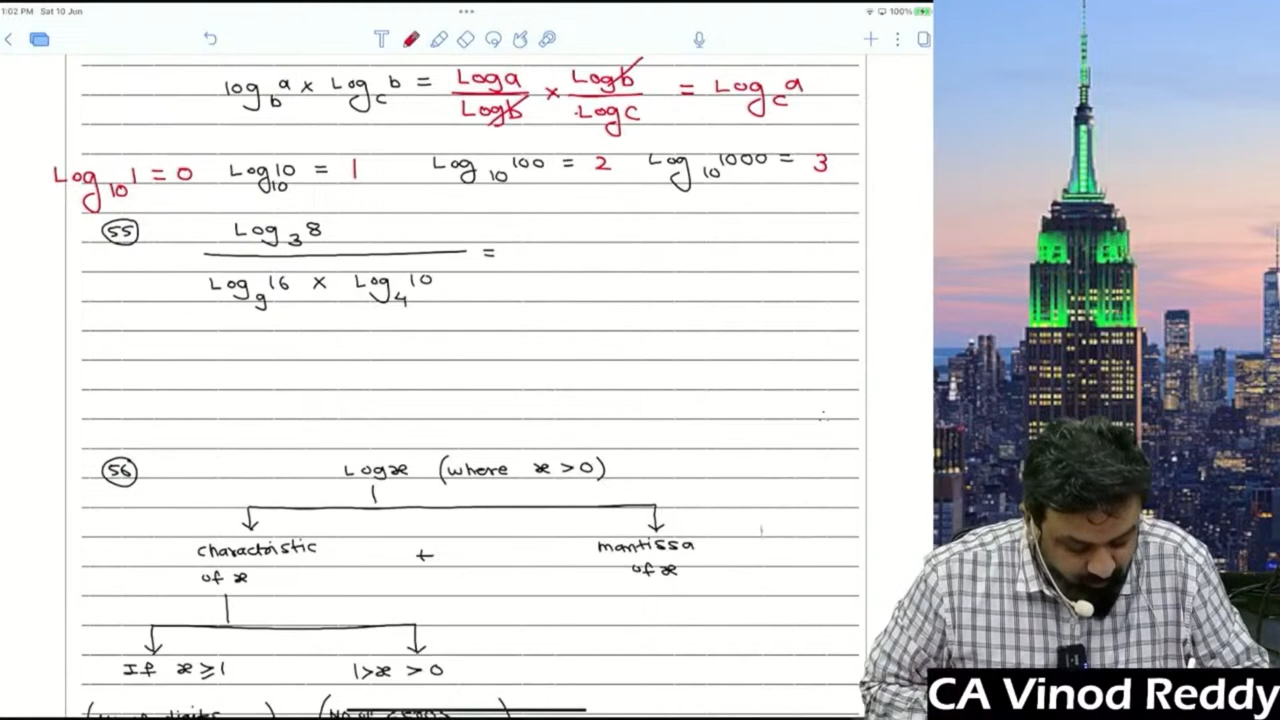 1:02 PM Sat 10 Jun
100%
T
log_b a × Log_c b = Log a / Log b × Log b / Log c = Log_c a
Log_10 1 = 0 Log_10 10 = 1 Log_10 100 = 2 Log_10 1000 = 3
55 Log_3 8 / Log_9 16 × Log_4 10 =
56 Log x (where x > 0)
charactristic + mantissa
of x of x
If x ≥ 1 1 > x > 0
CA Vinod Reddy